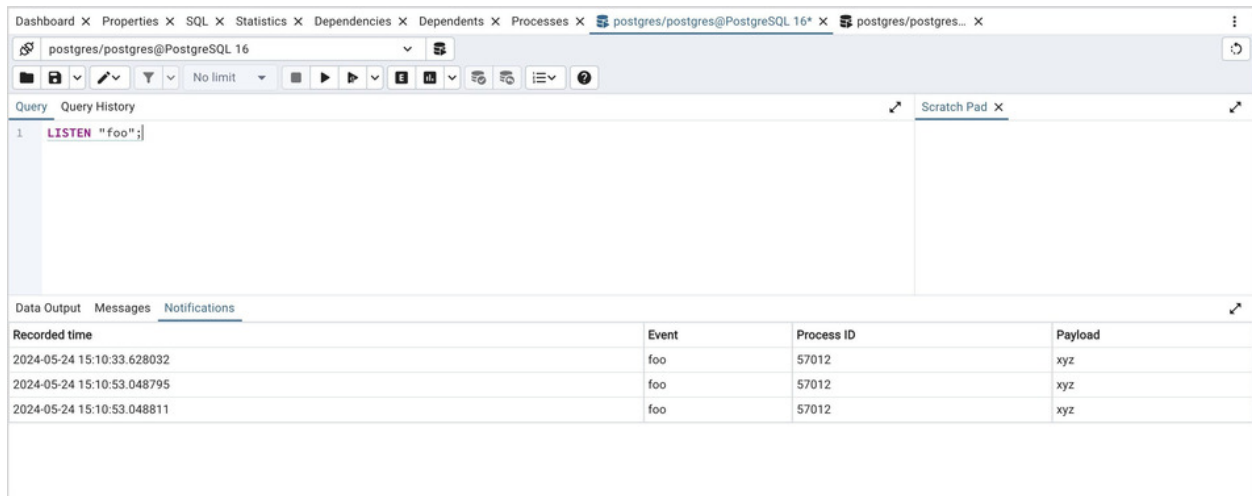 Dashboard Properties SQL Statistics Dependencies Dependents Processes postgres/postgres@PostgreSQL 16* postgres/postgres...
postgres/postgres@PostgreSQL 16
No limit
Query Query History Scratch Pad
1 LISTEN "foo";
Data Output Messages Notifications
Recorded time Event Process ID Payload
2024-05-24 15:10:33.628032 foo 57012 xyz
2024-05-24 15:10:53.048795 foo 57012 xyz
2024-05-24 15:10:53.048811 foo 57012 xyz